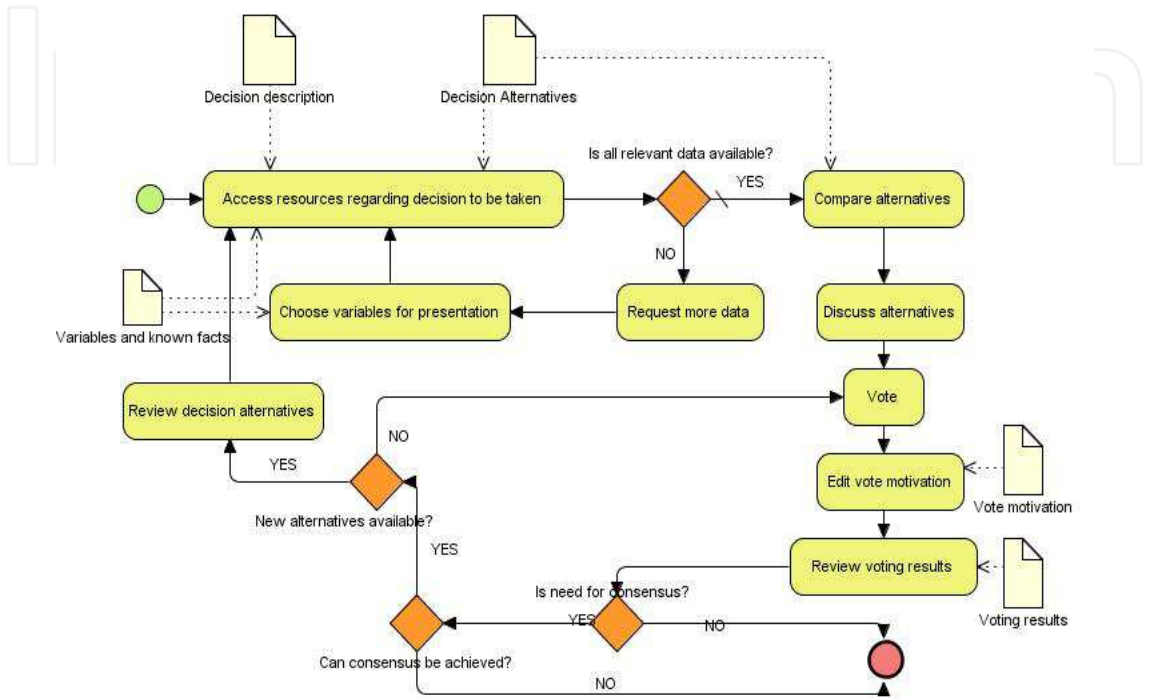 Decision description
Decision Alternatives
Is all relevant data available?
YES
Access resources regarding decision to be taken
Compare alternatives
NO
Choose variables for presentation
Request more data
Discuss alternatives
Variables and known facts
Review decision alternatives
Vote
NO
YES
Edit vote motivation
Vote motivation
New alternatives available?
YES
Review voting results
Is need for consensus?
YES
NO
Voting results
Can consensus be achieved?
NO